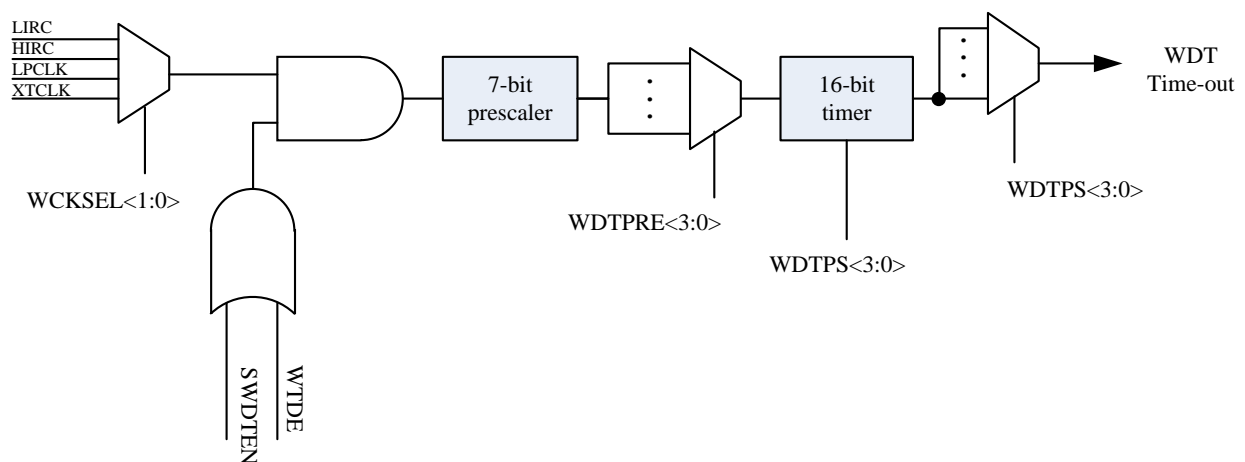 LIRC
HIRC
LPCLK
XTCLK
WCKSEL<1:0>
SWDTEN
WTDE
7-bit
prescaler
WDTPRE<3:0>
16-bit
timer
WDTPS<3:0>
WDTPS<3:0>
WDT
Time-out